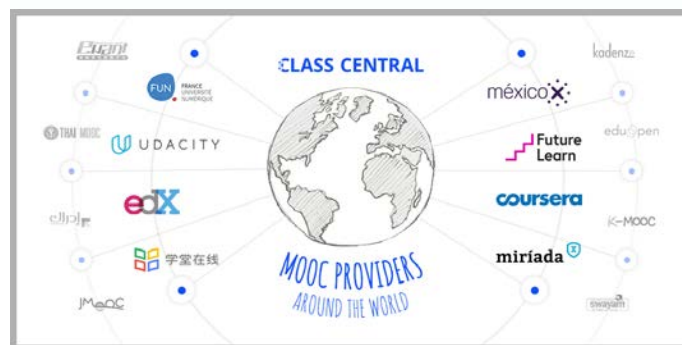 THAI MOOC
إدراك
JMOOC
FUN
FRANCE
UNIVERSITÉ
NUMÉRIQUE
UDACITY
edX
学堂在线
CLASS CENTRAL
MOOC PROVIDERS
AROUND THE WORLD
méxicoX
Future
Learn
coursera
miríada X
kadenze
eduopen
K-MOOC
swayam